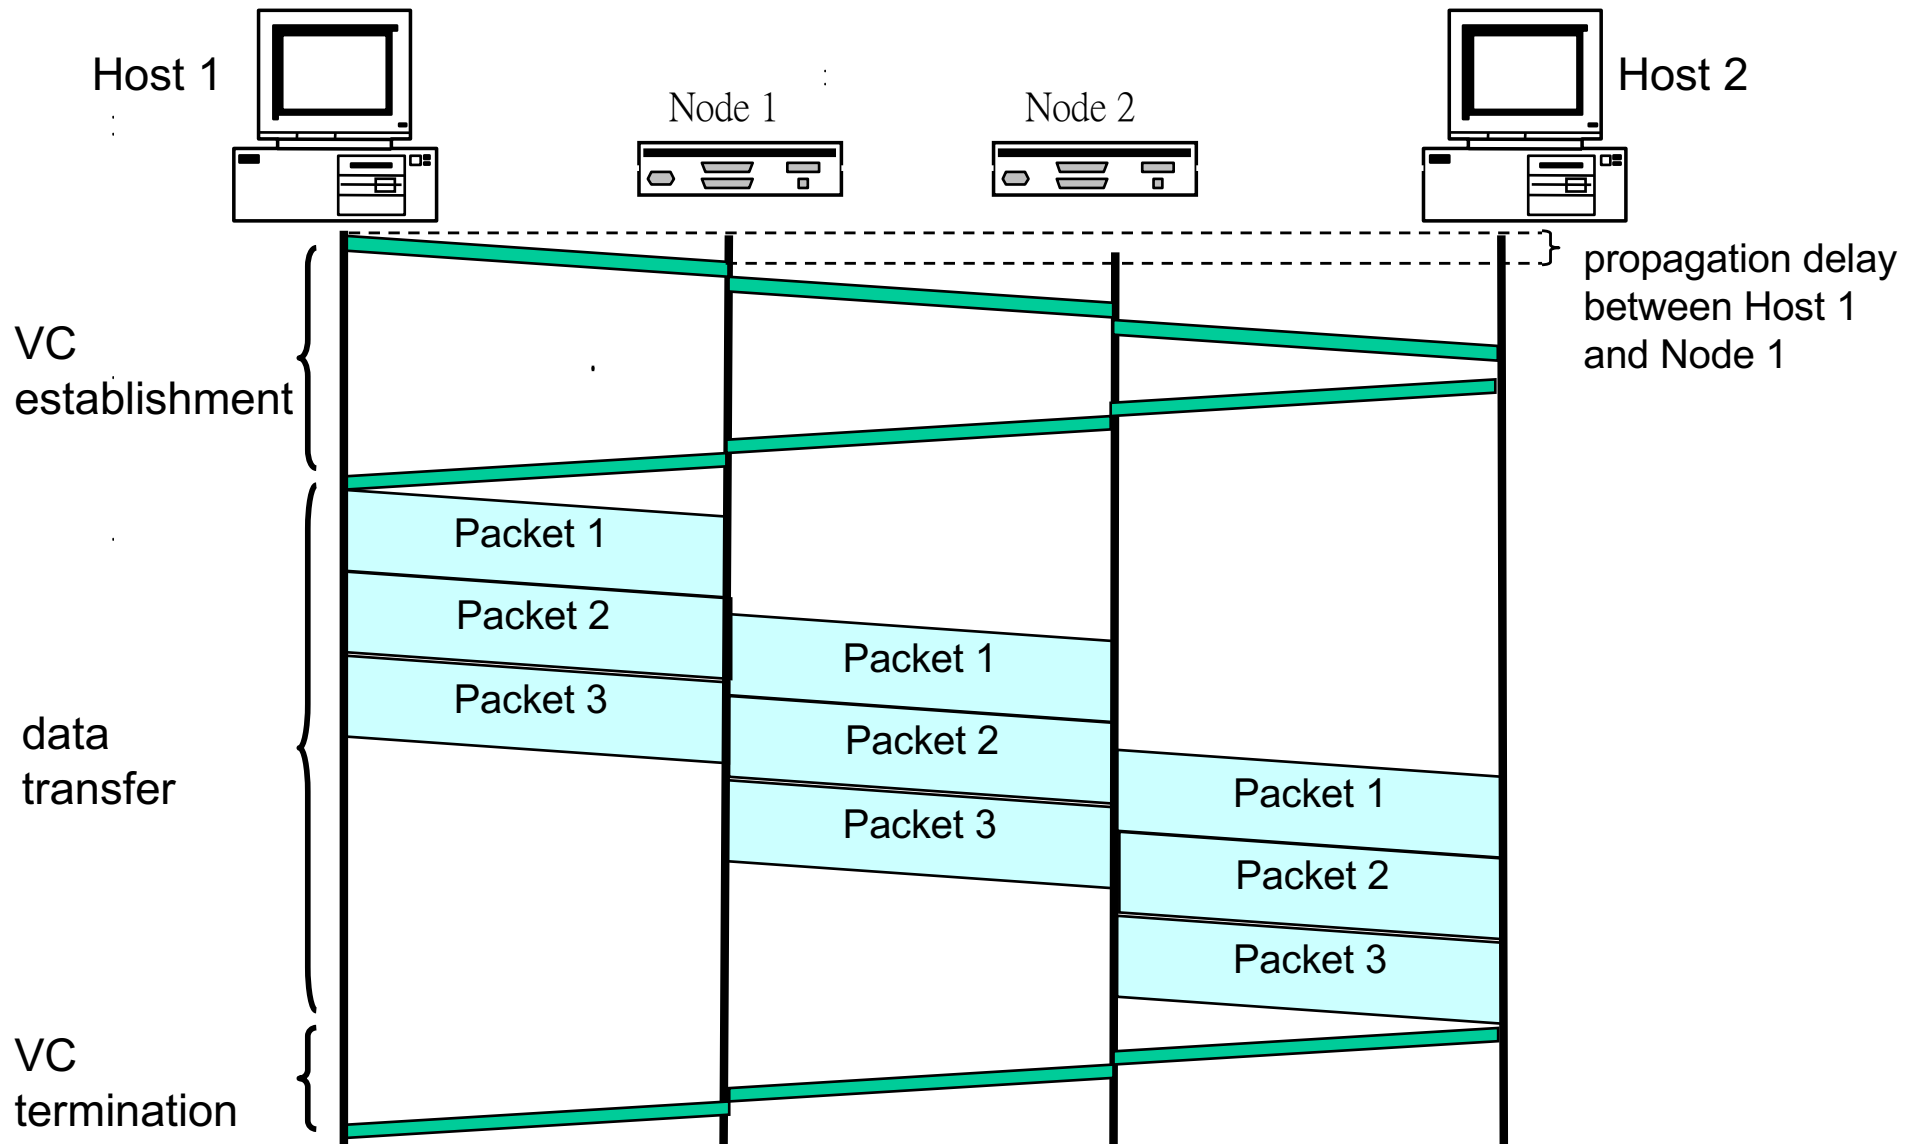 Host 1
Node 1
Node 2
Host 2
propagation delay
between Host 1
and Node 1
VC
establishment
Packet 1
Packet 2
Packet 3
Packet 1
Packet 2
Packet 3
Packet 1
Packet 2
Packet 3
data
transfer
VC
termination